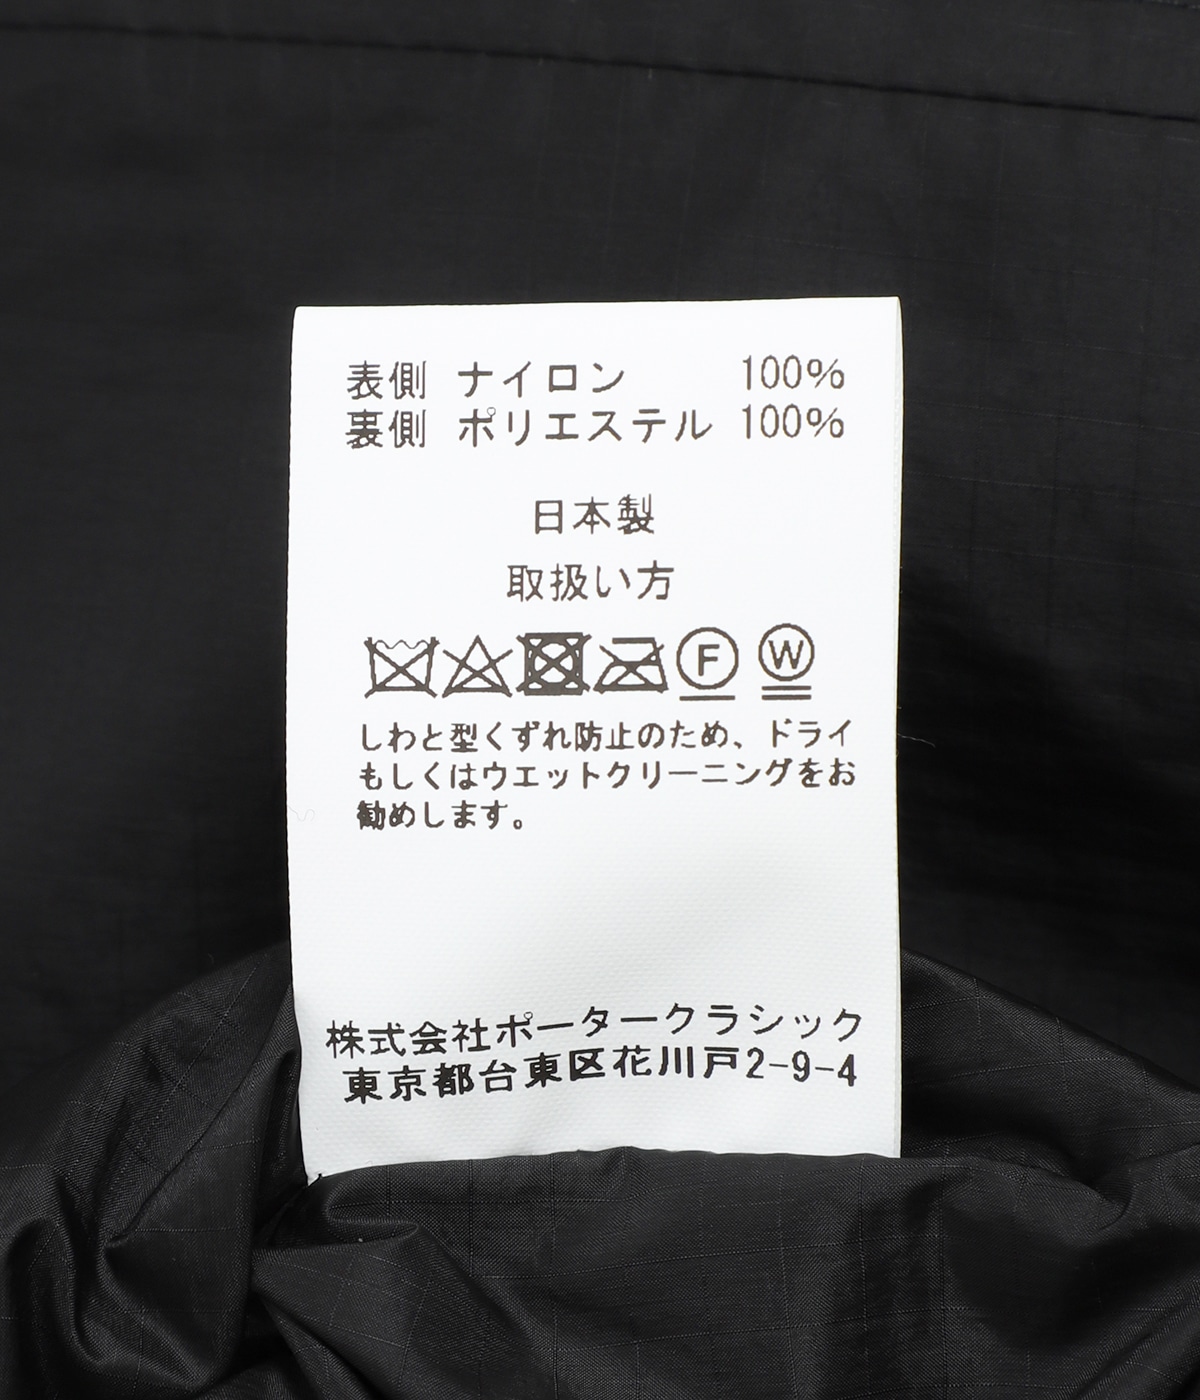 表側 ナイロン 100%
裏側 ポリエステル 100%
日本製
取扱い方
F W
しわと型くずれ防止のため、ドライ
もしくはウエットクリーニングをお
勧めします。
株式会社ポータークラシック
東京都台東区花川戸2-9-4